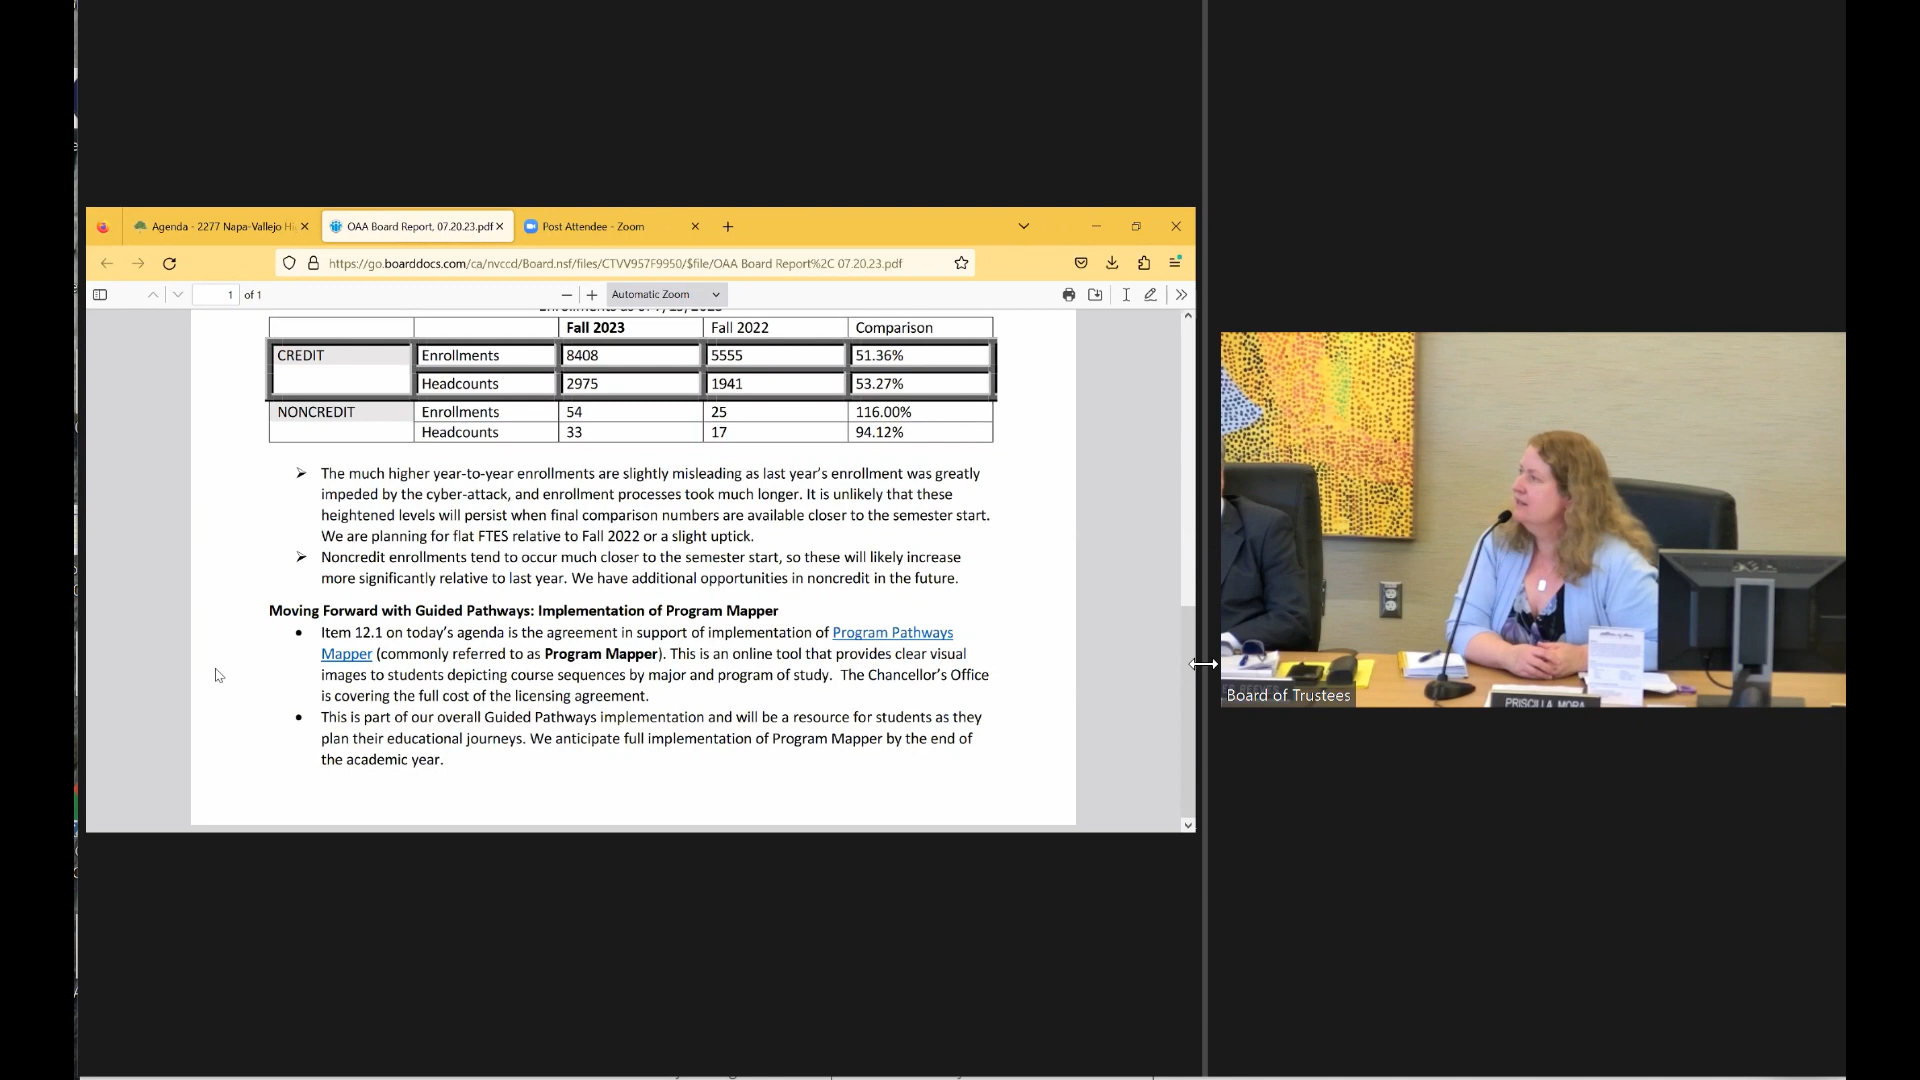 Agenda - 2277 Napa-Vallejo Hi
OAA Board Report, 07.20.23.pdf
Post Attendee - Zoom
https://go.boarddocs.com/ca/nvccd/Board.nsf/files/CTVV957F9950/$file/OAA Board Report%2C 07.20.23.pdf
1 of 1
Automatic Zoom
Fall 2023 Fall 2022 Comparison
CREDIT Enrollments 8408 5555 51.36%
Headcounts 2975 1941 53.27%
NONCREDIT Enrollments 54 25 116.00%
Headcounts 33 17 94.12%
➤ The much higher year-to-year enrollments are slightly misleading as last year's enrollment was greatly
impeded by the cyber-attack, and enrollment processes took much longer. It is unlikely that these
heightened levels will persist when final comparison numbers are available closer to the semester start.
We are planning for flat FTES relative to Fall 2022 or a slight uptick.
➤ Noncredit enrollments tend to occur much closer to the semester start, so these will likely increase
more significantly relative to last year. We have additional opportunities in noncredit in the future.
Moving Forward with Guided Pathways: Implementation of Program Mapper
• Item 12.1 on today's agenda is the agreement in support of implementation of Program Pathways
Mapper (commonly referred to as Program Mapper). This is an online tool that provides clear visual
images to students depicting course sequences by major and program of study. The Chancellor's Office
is covering the full cost of the licensing agreement.
• This is part of our overall Guided Pathways implementation and will be a resource for students as they
plan their educational journeys. We anticipate full implementation of Program Mapper by the end of
the academic year.
Board of Trustees
PRISCILLA MORA